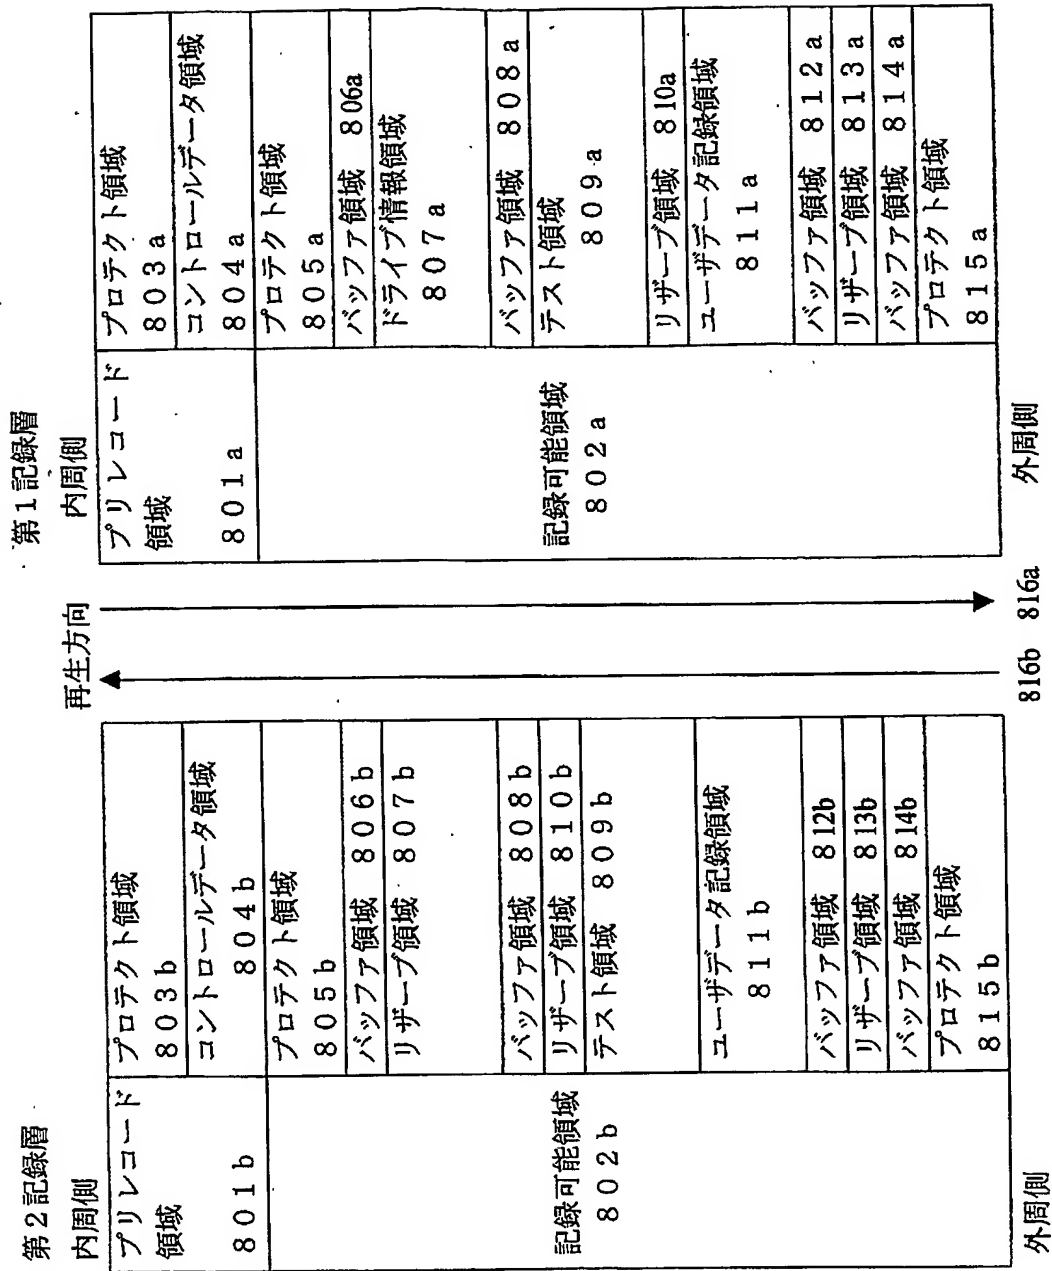 第1記録層
内周側
プリレコード
領域
801a
記録可能領域
802a
プロテクト領域
803a
コントロールデータ領域
804a
プロテクト領域
805a
バッファ領域 806a
ドライブ情報領域
807a
バッファ領域 808a
テスト領域
809a
リザーブ領域 810a
ユーザデータ記録領域
811a
バッファ領域 812a
リザーブ領域 813a
バッファ領域 814a
プロテクト領域
815a
外周側
再生方向
816b 816a
第2記録層
内周側
プリレコード
領域
801b
記録可能領域
802b
プロテクト領域
803b
コントロールデータ領域
804b
プロテクト領域
805b
バッファ領域 806b
リザーブ領域 807b
バッファ領域 808b
リザーブ領域 810b
テスト領域 809b
ユーザデータ記録領域
811b
バッファ領域 812b
リザーブ領域 813b
バッファ領域 814b
プロテクト領域
815b
外周側